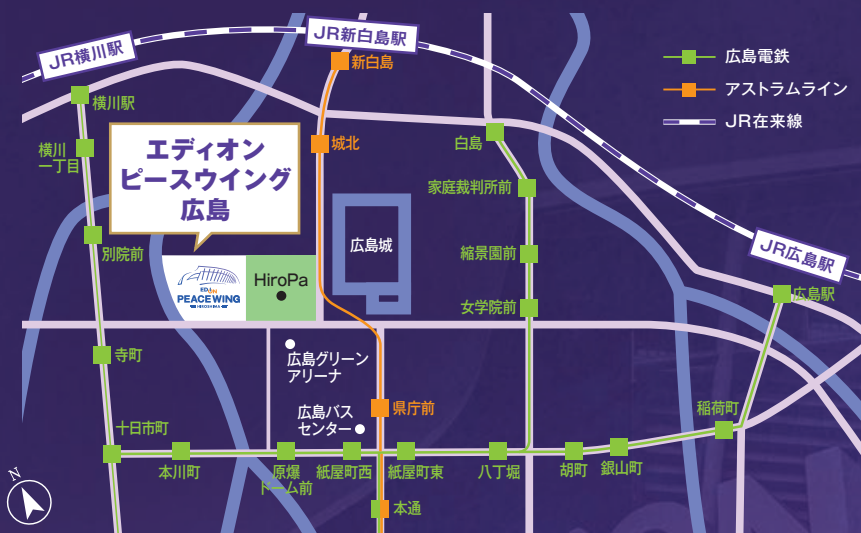 JR新白島駅
JR横川駅
新白島
横川駅
広島電鉄
アストラムライン
JR在来線
エディオン
ピースウイング
広島
横川
一丁目
城北
白島
家庭裁判所前
別院前
広島城
縮景園前
JR広島駅
EDION
PEACE WING
HIROSHIMA
HiroPa
広島駅
女学院前
寺町
広島グリーン
アリーナ
広島バス
センター
県庁前
稲荷町
十日市町
本川町
原爆
ドーム前
紙屋町西
紙屋町東
八丁堀
胡町
銀山町
本通
N